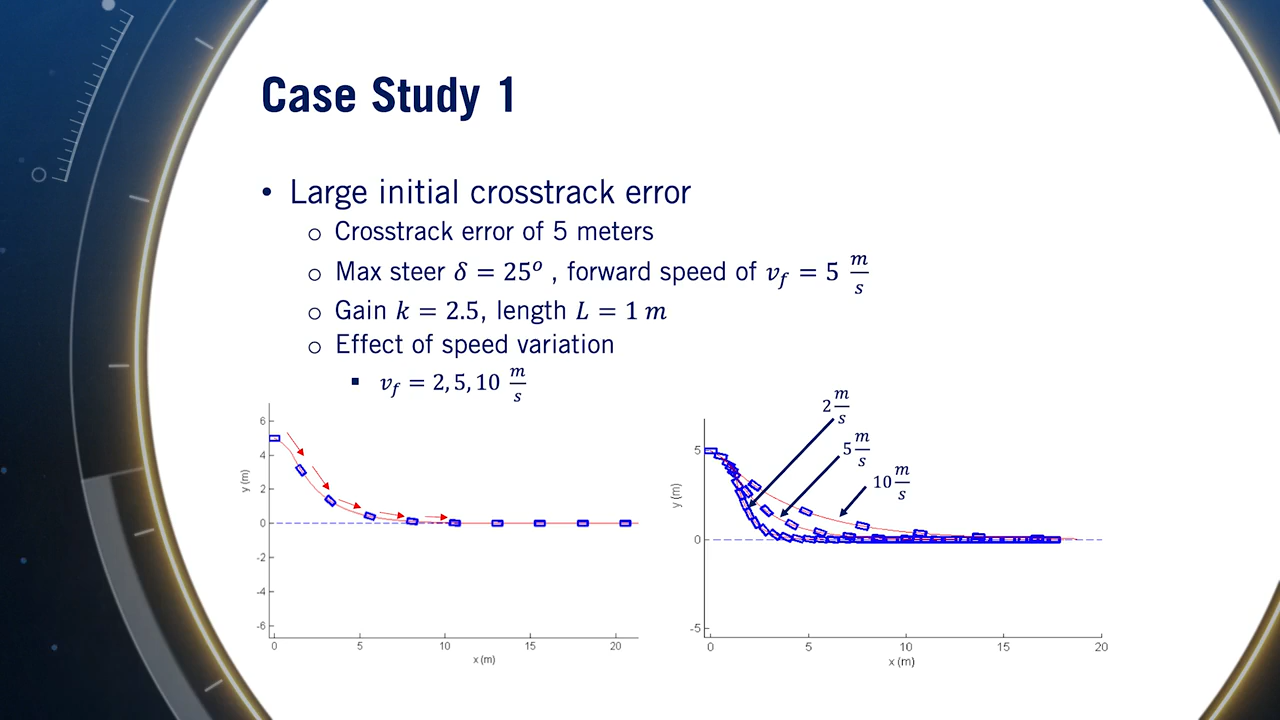 Case Study 1
• Large initial crosstrack error
o Crosstrack error of 5 meters
o Max steer δ = 25° , forward speed of v_f = 5 m/s
o Gain k = 2.5, length L = 1 m
o Effect of speed variation
▪ v_f = 2, 5, 10 m/s
6
4
2
0
-2
-4
-6
y (m)
0 5 10 15 20
x (m)
2 m/s
5 m/s
10 m/s
5
0
-5
y (m)
0 5 10 15 20
x (m)